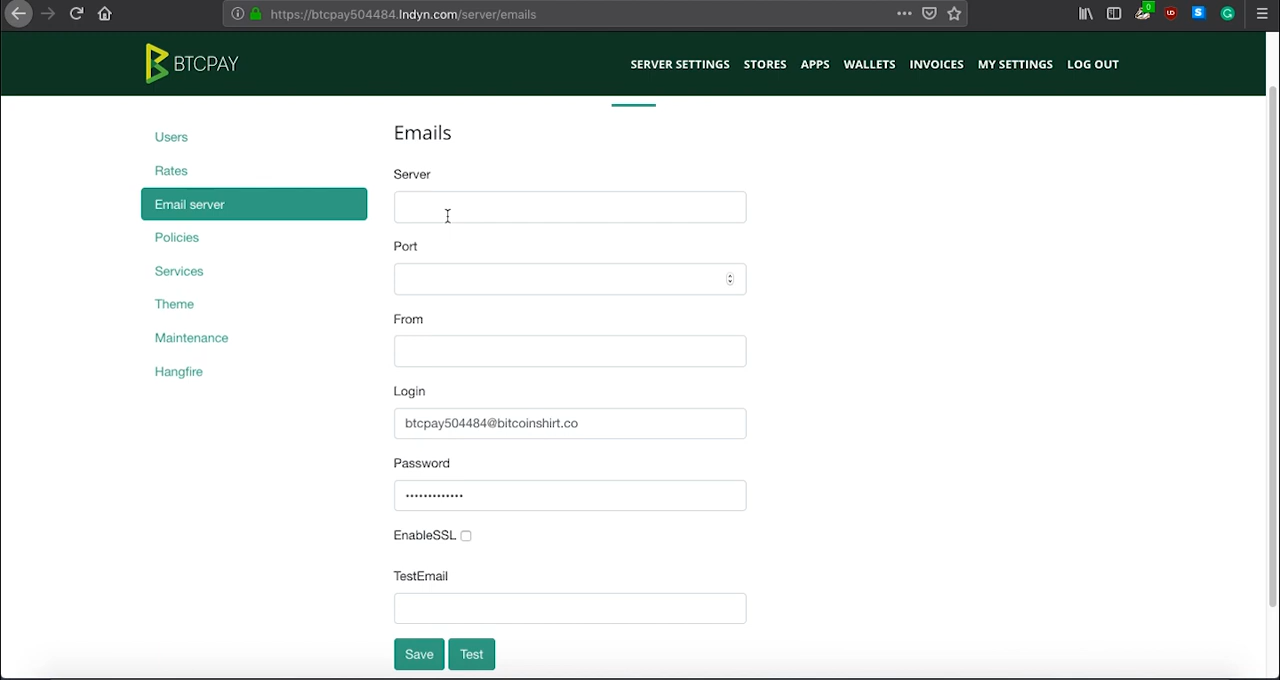 https://btcpay504484.lndyn.com/server/emails
0
UD
S
G
BTCPAY
SERVER SETTINGS STORES APPS WALLETS INVOICES MY SETTINGS LOG OUT
Users
Rates
Email server
Policies
Services
Theme
Maintenance
Hangfire
Emails
Server
Port
From
Login
btcpay504484@bitcoinshirt.co
Password
•••••••••••••
EnableSSL
TestEmail
Save Test